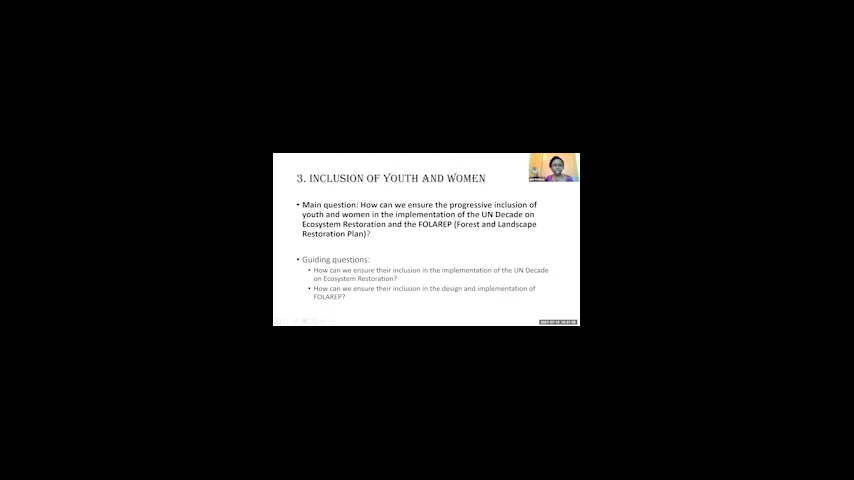 3. INCLUSION OF YOUTH AND WOMEN
• Main question: How can we ensure the progressive inclusion of
youth and women in the implementation of the UN Decade on
Ecosystem Restoration and the FOLAREP (Forest and Landscape
Restoration Plan)?
• Guiding questions:
• How can we ensure their inclusion in the implementation of the UN Decade
on Ecosystem Restoration?
• How can we ensure their inclusion in the design and implementation of
FOLAREP?